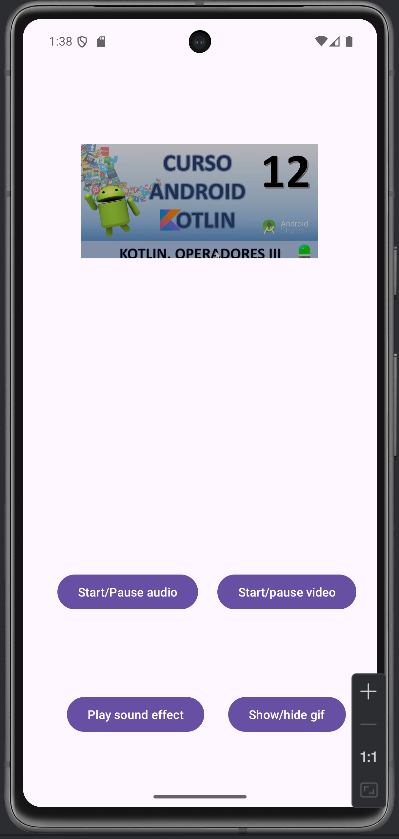 1:38
CURSO
12
ANDROID
KOTLIN
Android
KOTLIN. OPERADORES III
Start/Pause audio
Start/pause video
Play sound effect
Show/hide gif
1:1